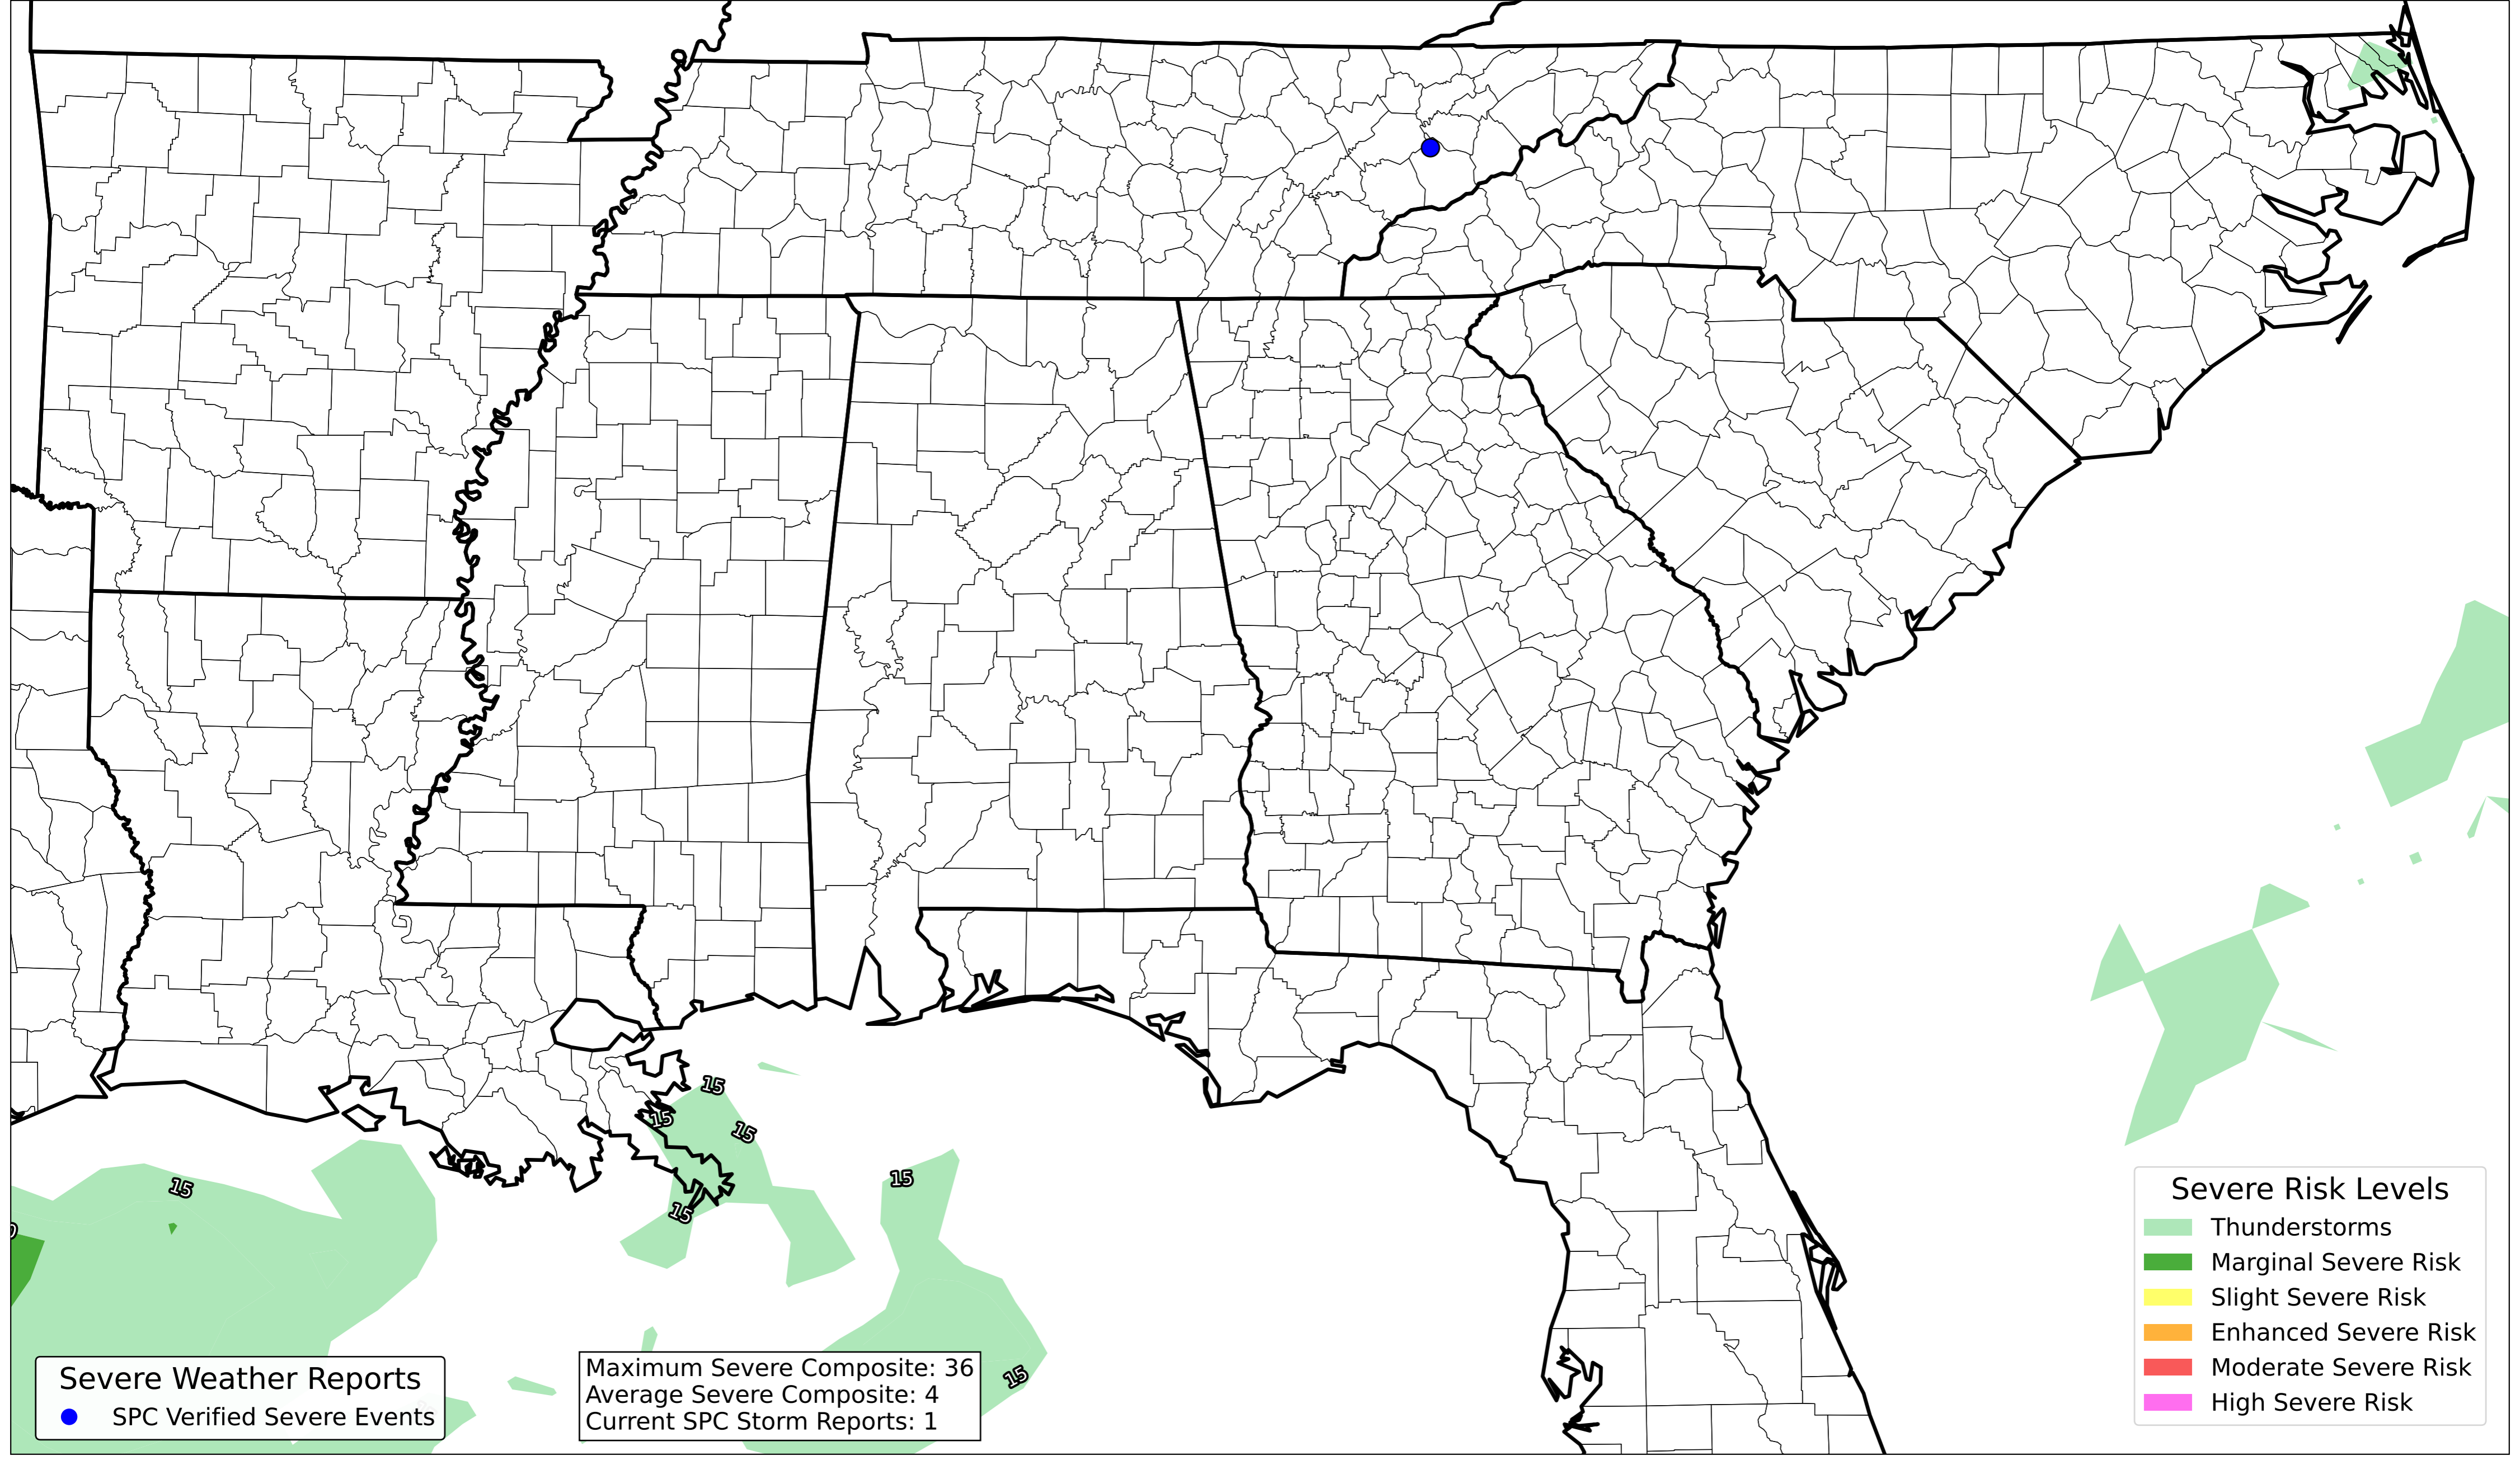 15
15
15
15
15
15
15
Severe Weather Reports
SPC Verified Severe Events
Maximum Severe Composite: 36
Average Severe Composite: 4
Current SPC Storm Reports: 1
Severe Risk Levels
Thunderstorms
Marginal Severe Risk
Slight Severe Risk
Enhanced Severe Risk
Moderate Severe Risk
High Severe Risk